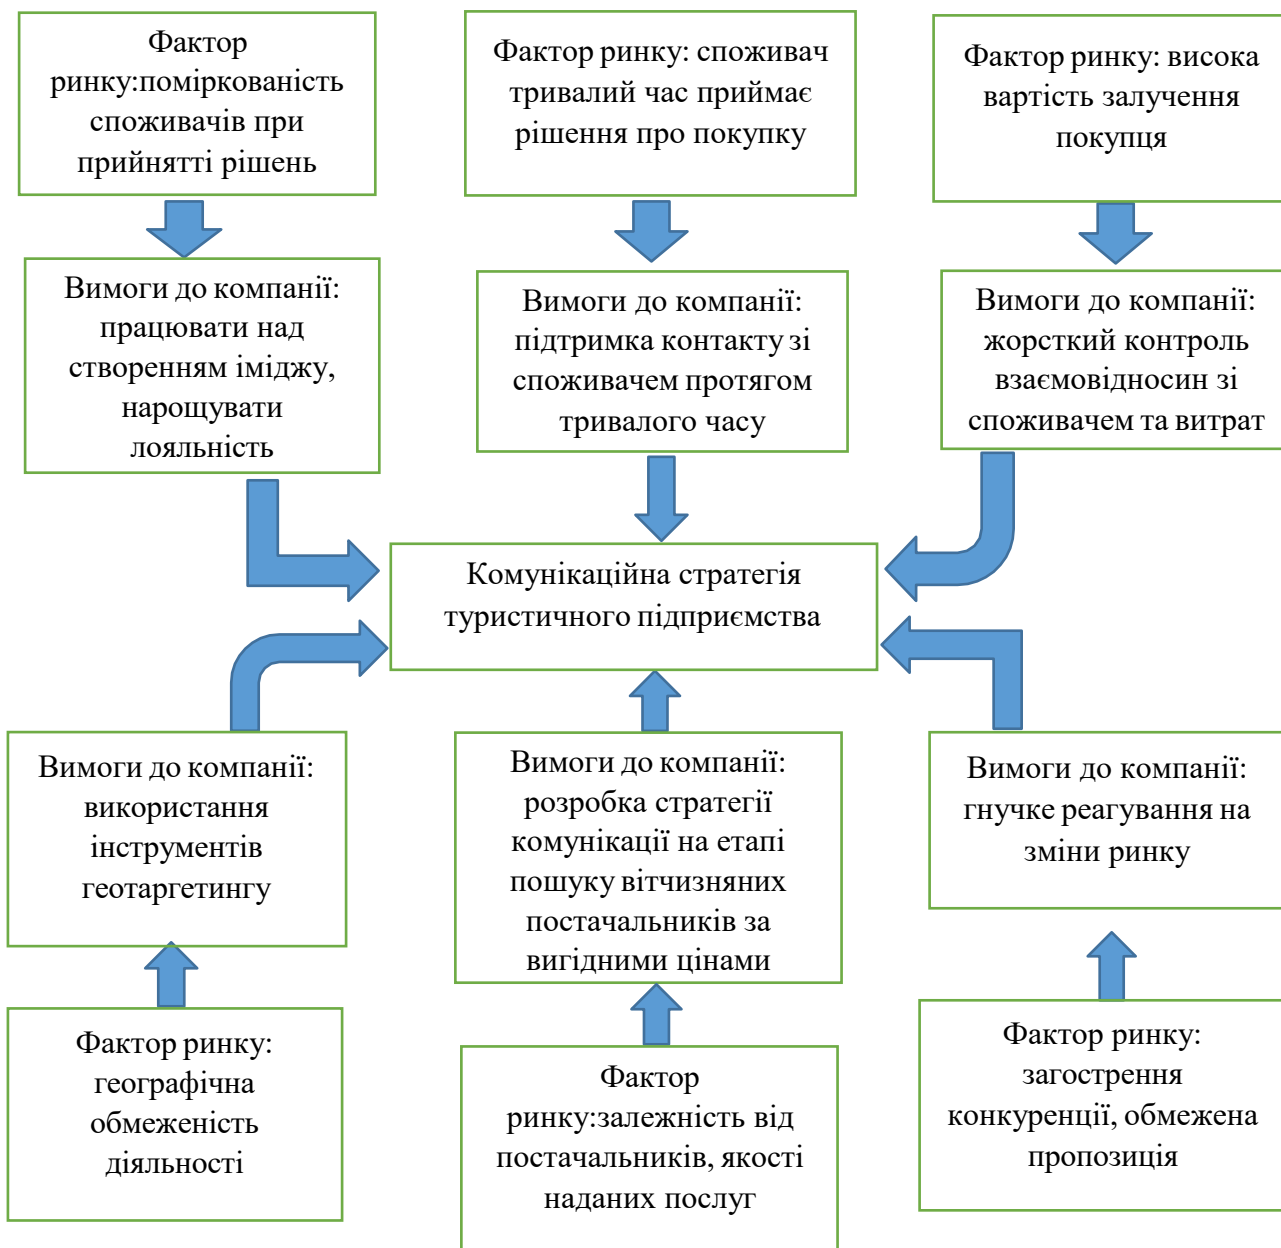 Фактор
ринку:поміркованість
споживачів при
прийнятті рішень
Фактор ринку: споживач
тривалий час приймає
рішення про покупку
Фактор ринку: висока
вартість залучення
покупця
Вимоги до компанії:
працювати над
створенням іміджу,
нарощувати
лояльність
Вимоги до компанії:
підтримка контакту зі
споживачем протягом
тривалого часу
Вимоги до компанії:
жорсткий контроль
взаємовідносин зі
споживачем та витрат
Комунікаційна стратегія
туристичного підприємства
Вимоги до компанії:
використання
інструментів
геотаргетингу
Вимоги до компанії:
розробка стратегії
комунікації на етапі
пошуку вітчизняних
постачальників за
вигідними цінами
Вимоги до компанії:
гнучке реагування на
зміни ринку
Фактор ринку:
географічна
обмеженість
діяльності
Фактор
ринку:залежність від
постачальників, якості
наданих послуг
Фактор ринку:
загострення
конкуренції, обмежена
пропозиція